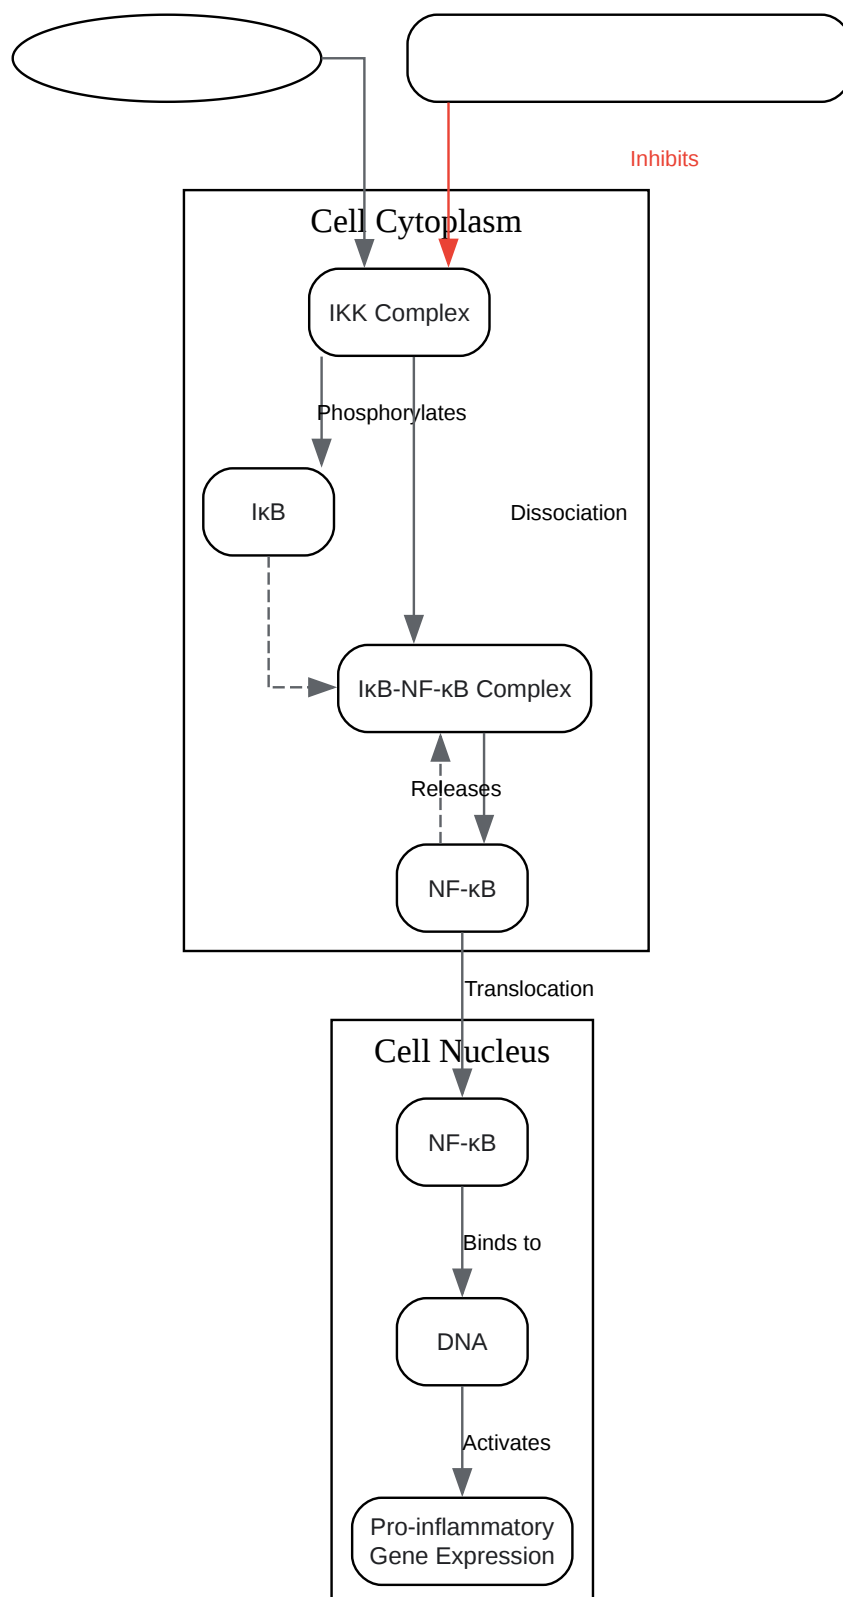 Inhibits
Cell Cytoplasm
IKK Complex
Phosphorylates
IκB
Dissociation
IκB-NF-κB Complex
Releases
NF-κB
Translocation
Cell Nucleus
NF-κB
Binds to
DNA
Activates
Pro-inflammatory
Gene Expression